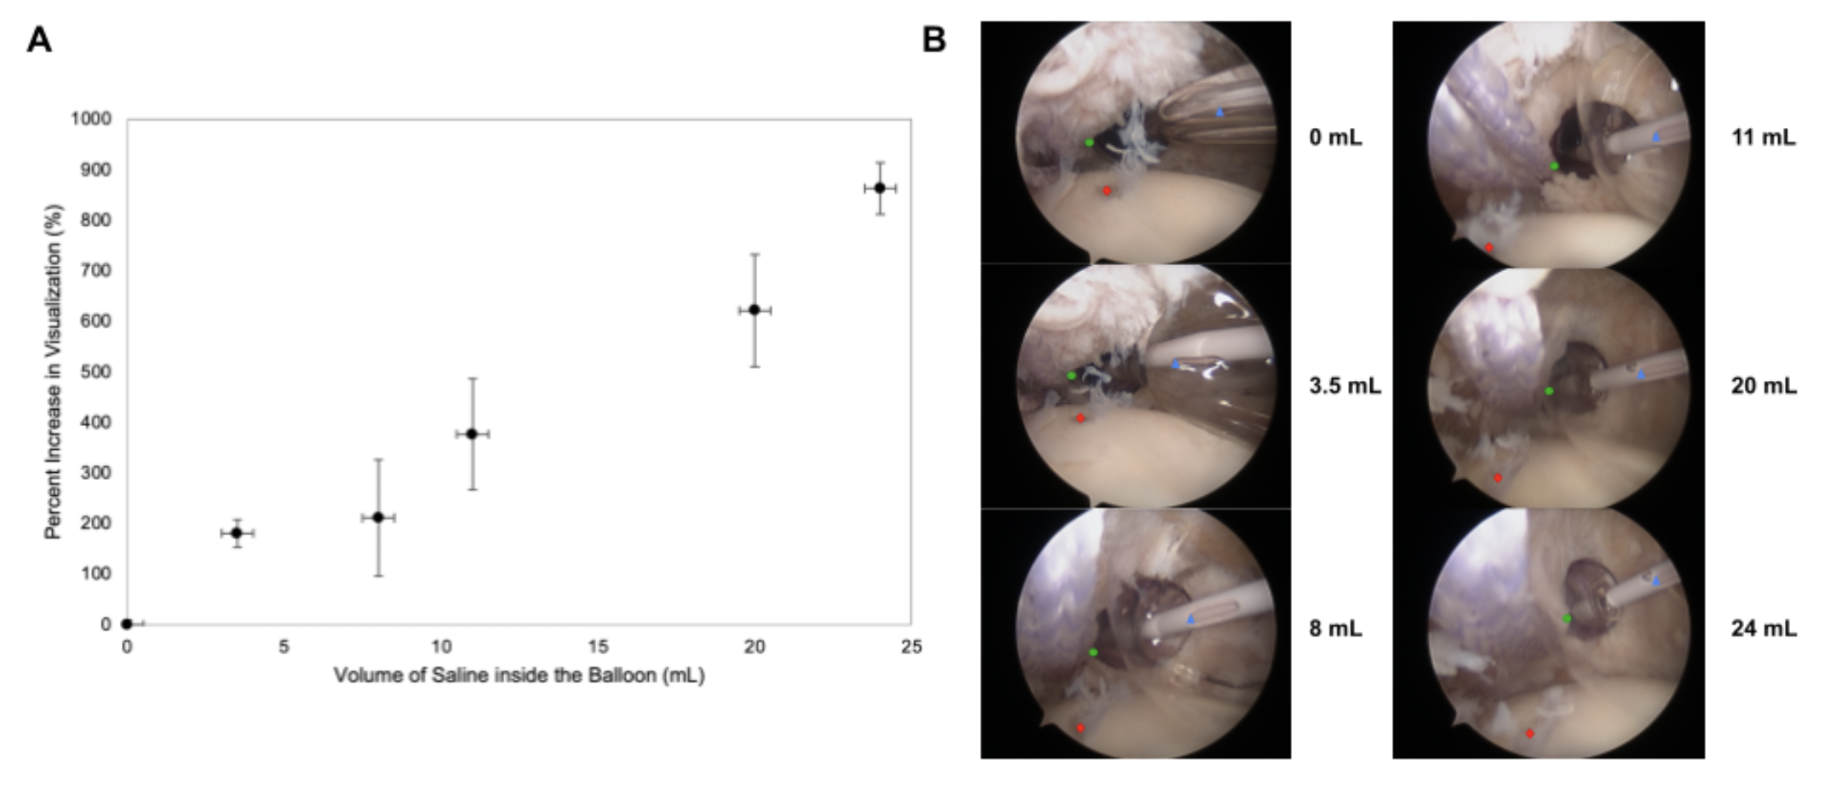 A
1000
900
800
700
600
500
400
300
200
100
0
0 5 10 15 20 25
Percent Increase in Visualization (%)
Volume of Saline inside the Balloon (mL)
B
0 mL
3.5 mL
8 mL
11 mL
20 mL
24 mL